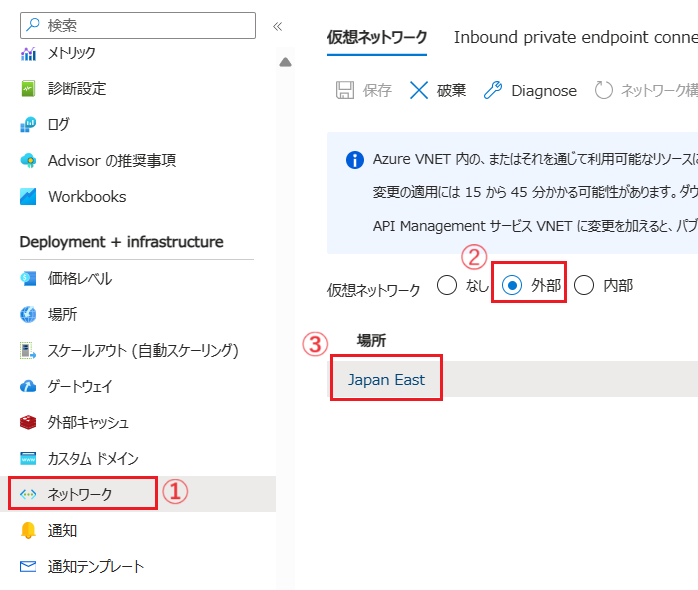 検索
«
メトリック
診断設定
ログ
Advisor の推奨事項
Workbooks
Deployment + infrastructure
価格レベル
場所
スケールアウト (自動スケーリング)
ゲートウェイ
外部キャッシュ
カスタム ドメイン
ネットワーク ①
通知
通知テンプレート
仮想ネットワーク Inbound private endpoint conne
保存 破棄 Diagnose ネットワーク構
Azure VNET 内の、またはそれを通じて利用可能なリソースに
変更の適用には 15 から 45 分かかる可能性があります。ダウ
API Management サービス VNET に変更を加えると、パブ
②
仮想ネットワーク なし 外部 内部
③ 場所
Japan East